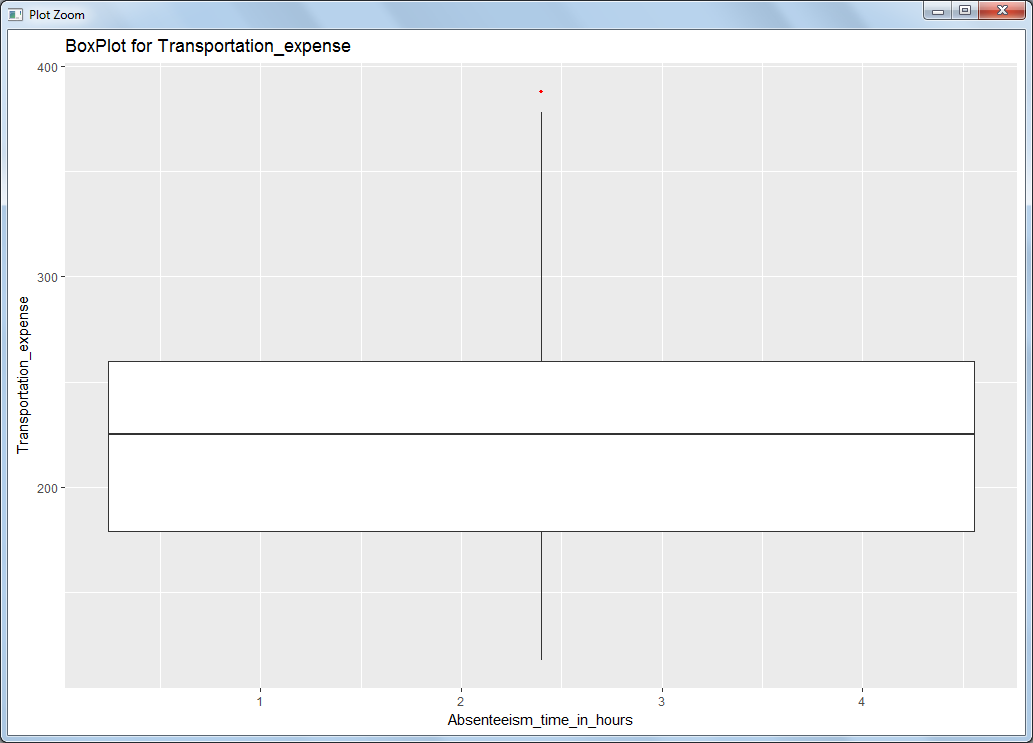 Plot Zoom
BoxPlot for Transportation_expense
400
300
200
Transportation_expense
1 2 3 4
Absenteeism_time_in_hours